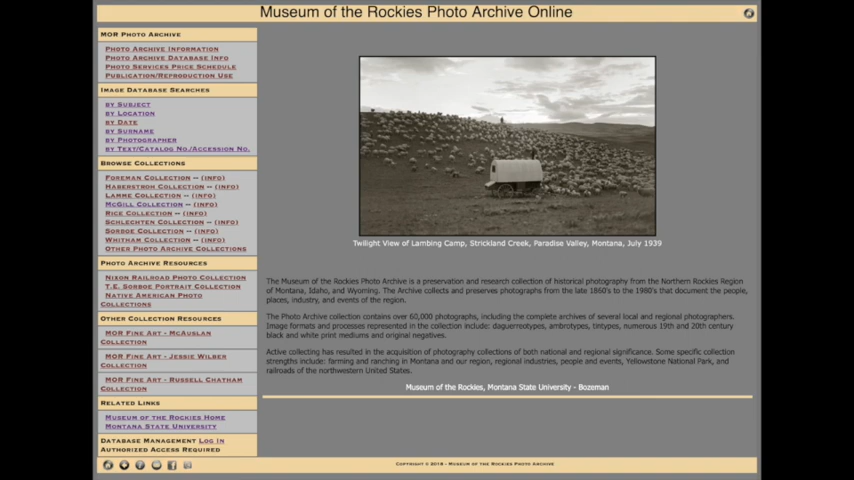 Museum of the Rockies Photo Archive Online
MOR Photo Archive
Photo Archive Information
Photo Archive Database Info
Photo Services Price Schedule
Publication/Reproduction Use
Image Database Searches
by Subject
by Location
by Date
by Surname
by Photographer
by Text/Catalog No./Accession No.
Browse Collections
Foreman Collection -- (info)
Haberstroh Collection -- (info)
Lamme Collection -- (info)
McGill Collection -- (info)
Rice Collection -- (info)
Schlechten Collection -- (info)
Sorboe Collection -- (info)
Whitham Collection -- (info)
Other Photo Archive Collections
Photo Archive Resources
Nixon Railroad Photo Collection
T.E. Sorboe Portrait Collection
Native American Photo
Collections
Other Collection Resources
MOR Fine Art - McAuslan
Collection
MOR Fine Art - Jessie Wilber
Collection
MOR Fine Art - Russell Chatham
Collection
Related Links
Museum of the Rockies Home
Montana State University
Database Management Log In
Authorized Access Required
Twilight View of Lambing Camp, Strickland Creek, Paradise Valley, Montana, July 1939
The Museum of the Rockies Photo Archive is a preservation and research collection of historical photography from the Northern Rockies Region
of Montana, Idaho, and Wyoming. The Archive collects and preserves photographs from the late 1860's to the 1980's that document the people,
places, industry, and events of the region.
The Photo Archive collection contains over 60,000 photographs, including the complete archives of several local and regional photographers.
Image formats and processes represented in the collection include: daguerreotypes, ambrotypes, tintypes, numerous 19th and 20th century
black and white print mediums and original negatives.
Active collecting has resulted in the acquisition of photography collections of both national and regional significance. Some specific collection
strengths include: farming and ranching in Montana and our region, regional industries, people and events, Yellowstone National Park, and
railroads of the northwestern United States.
Museum of the Rockies, Montana State University - Bozeman
Copyright © 2018 - Museum of the Rockies Photo Archive